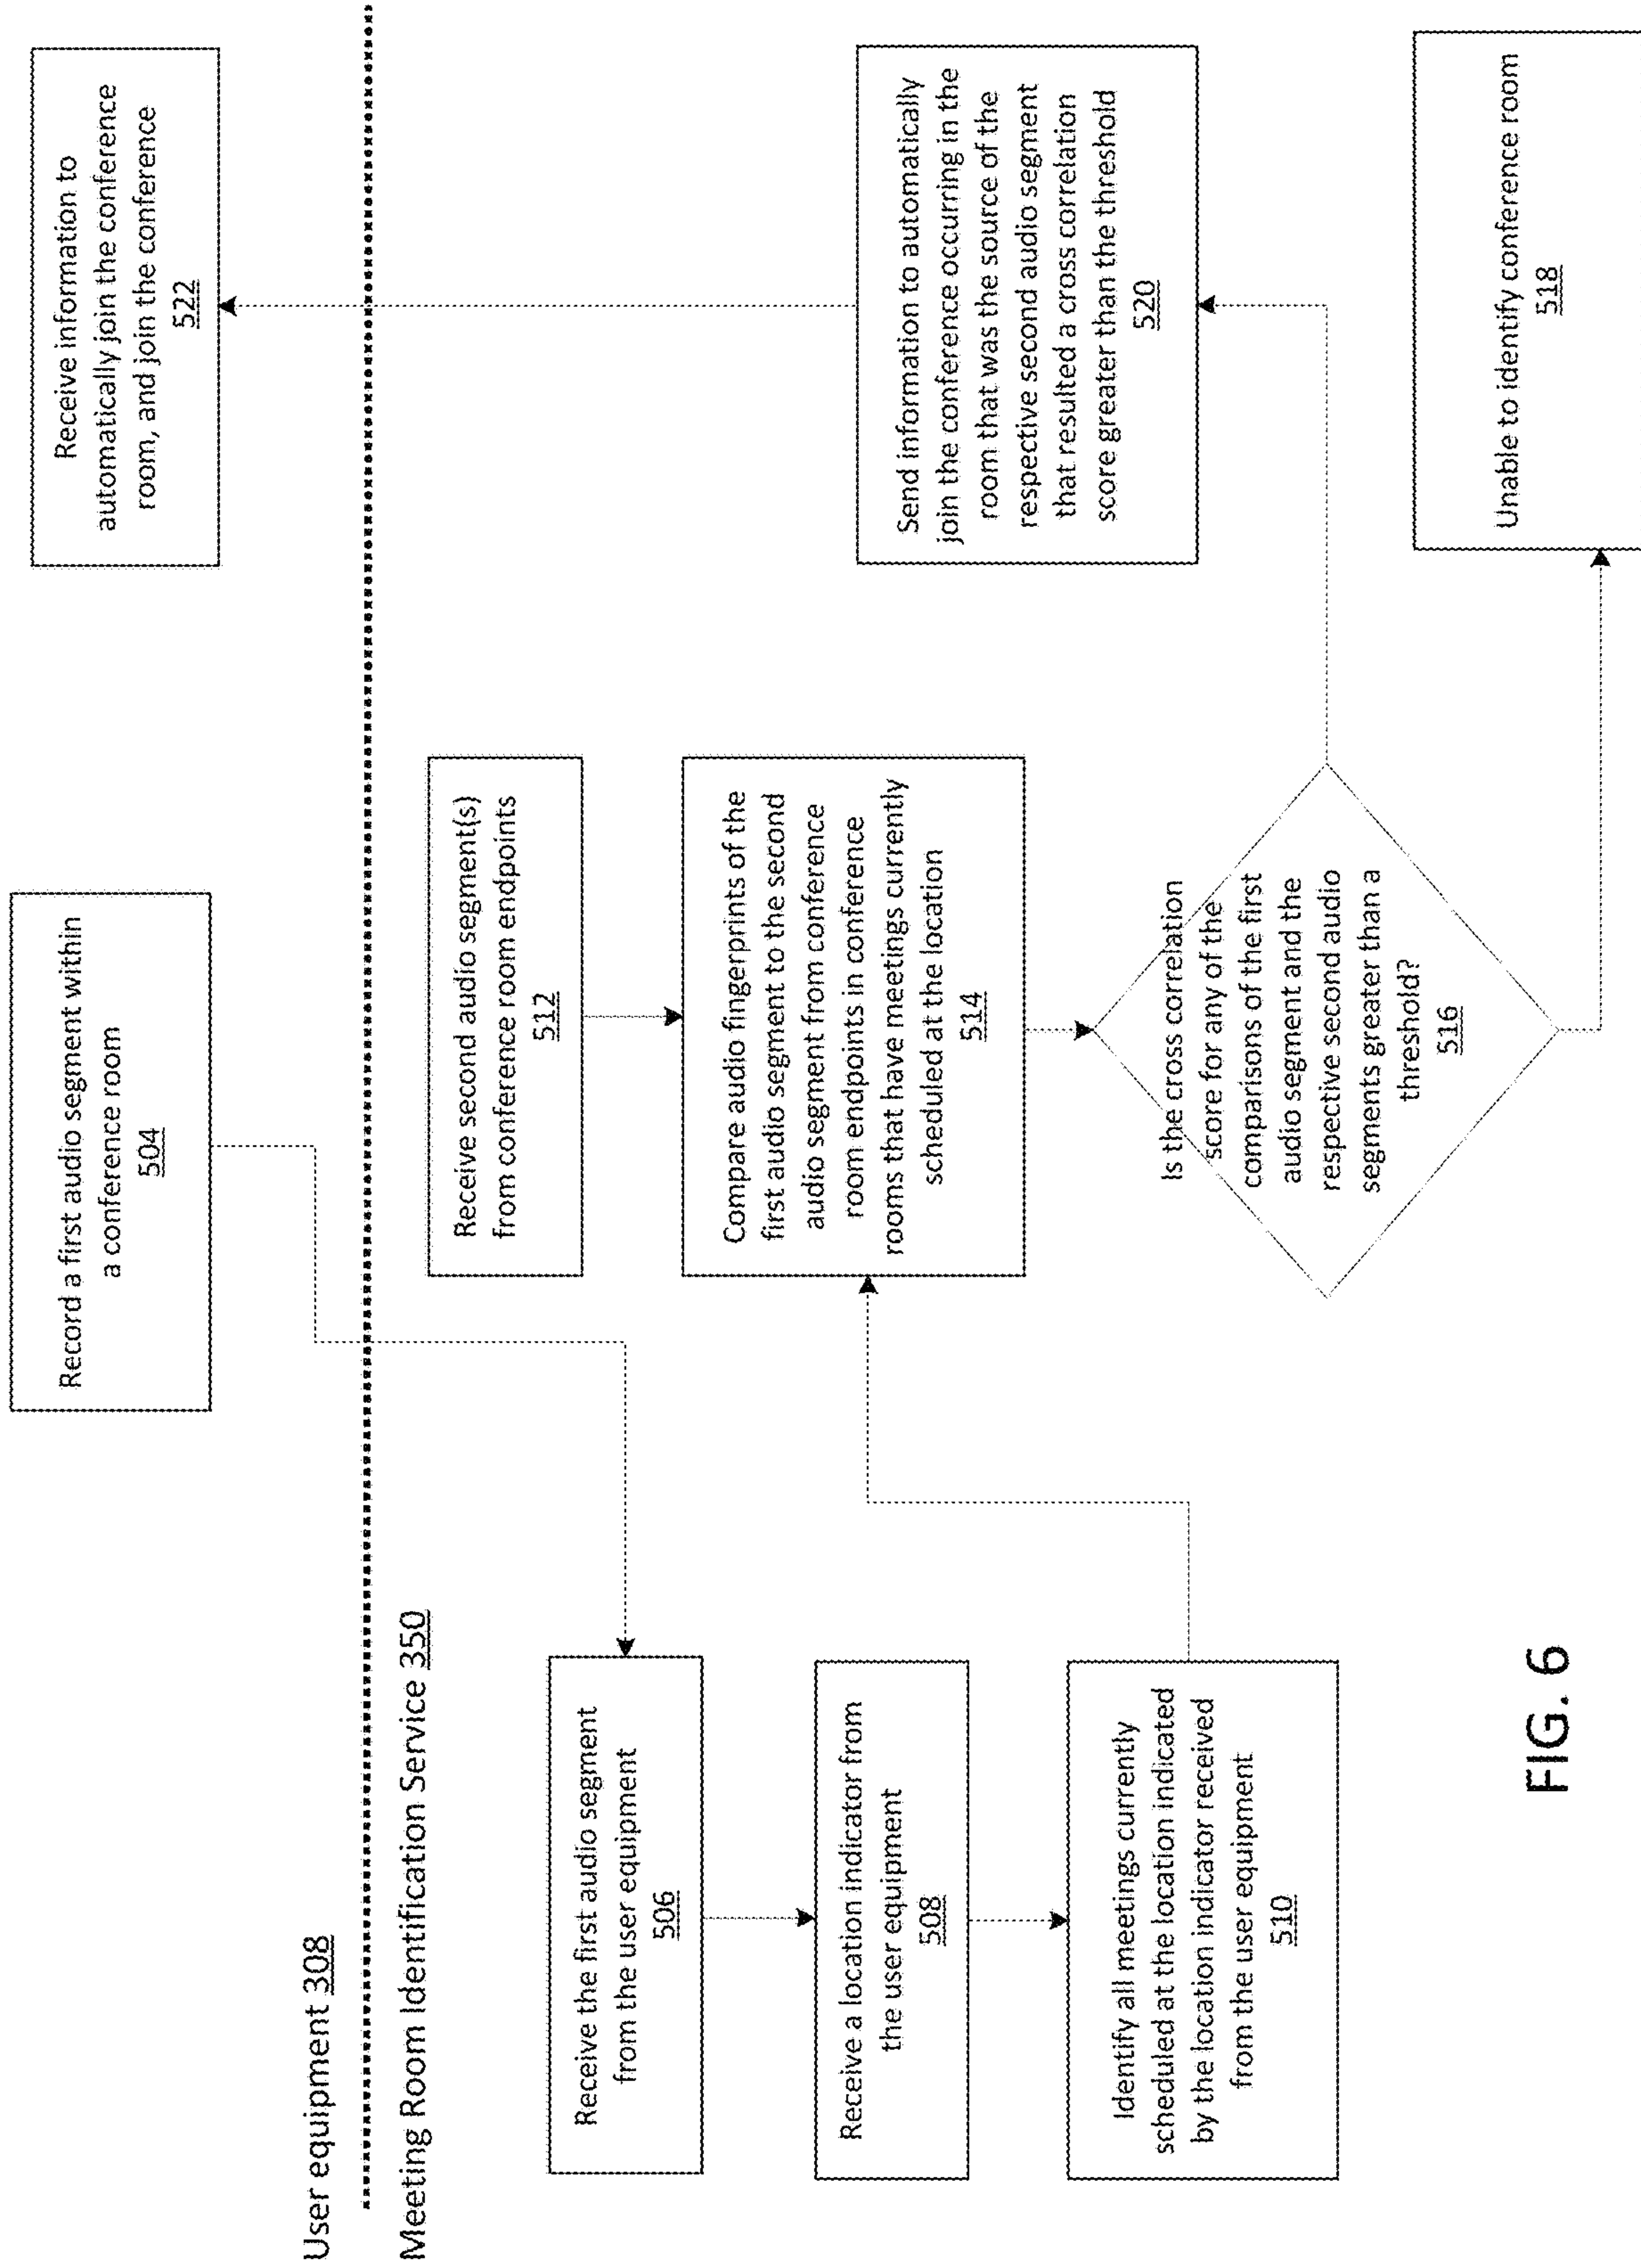 User equipment 308
Record a first audio segment within
a conference room
504
Receive information to
automatically join the conference
room, and join the conference
522
Meeting Room Identification Service 350
Receive the first audio segment
from the user equipment
506
Receive a location indicator from
the user equipment
508
Identify all meetings currently
scheduled at the location indicated
by the location indicator received
from the user equipment
510
Receive second audio segment(s)
from conference room endpoints
512
Compare audio fingerprints of the
first audio segment to the second
audio segment from conference
room endpoints in conference
rooms that have meetings currently
scheduled at the location
514
Is the cross correlation
score for any of the
comparisons of the first
audio segment and the
respective second audio
segments greater than a
threshold?
516
Send information to automatically
join the conference occurring in the
room that was the source of the
respective second audio segment
that resulted a cross correlation
score greater than the threshold
520
Unable to identify conference room
518
FIG. 6